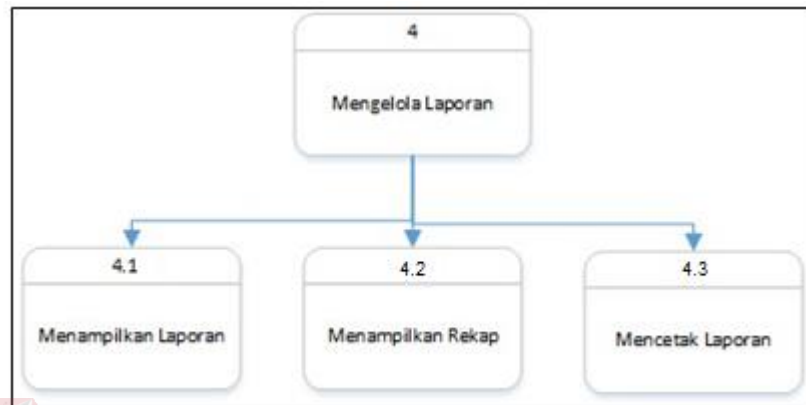 4
Mengelola Laporan
4.1
4.2
4.3
Menampilkan Laporan
Menampilkan Rekap
Mencetak Laporan